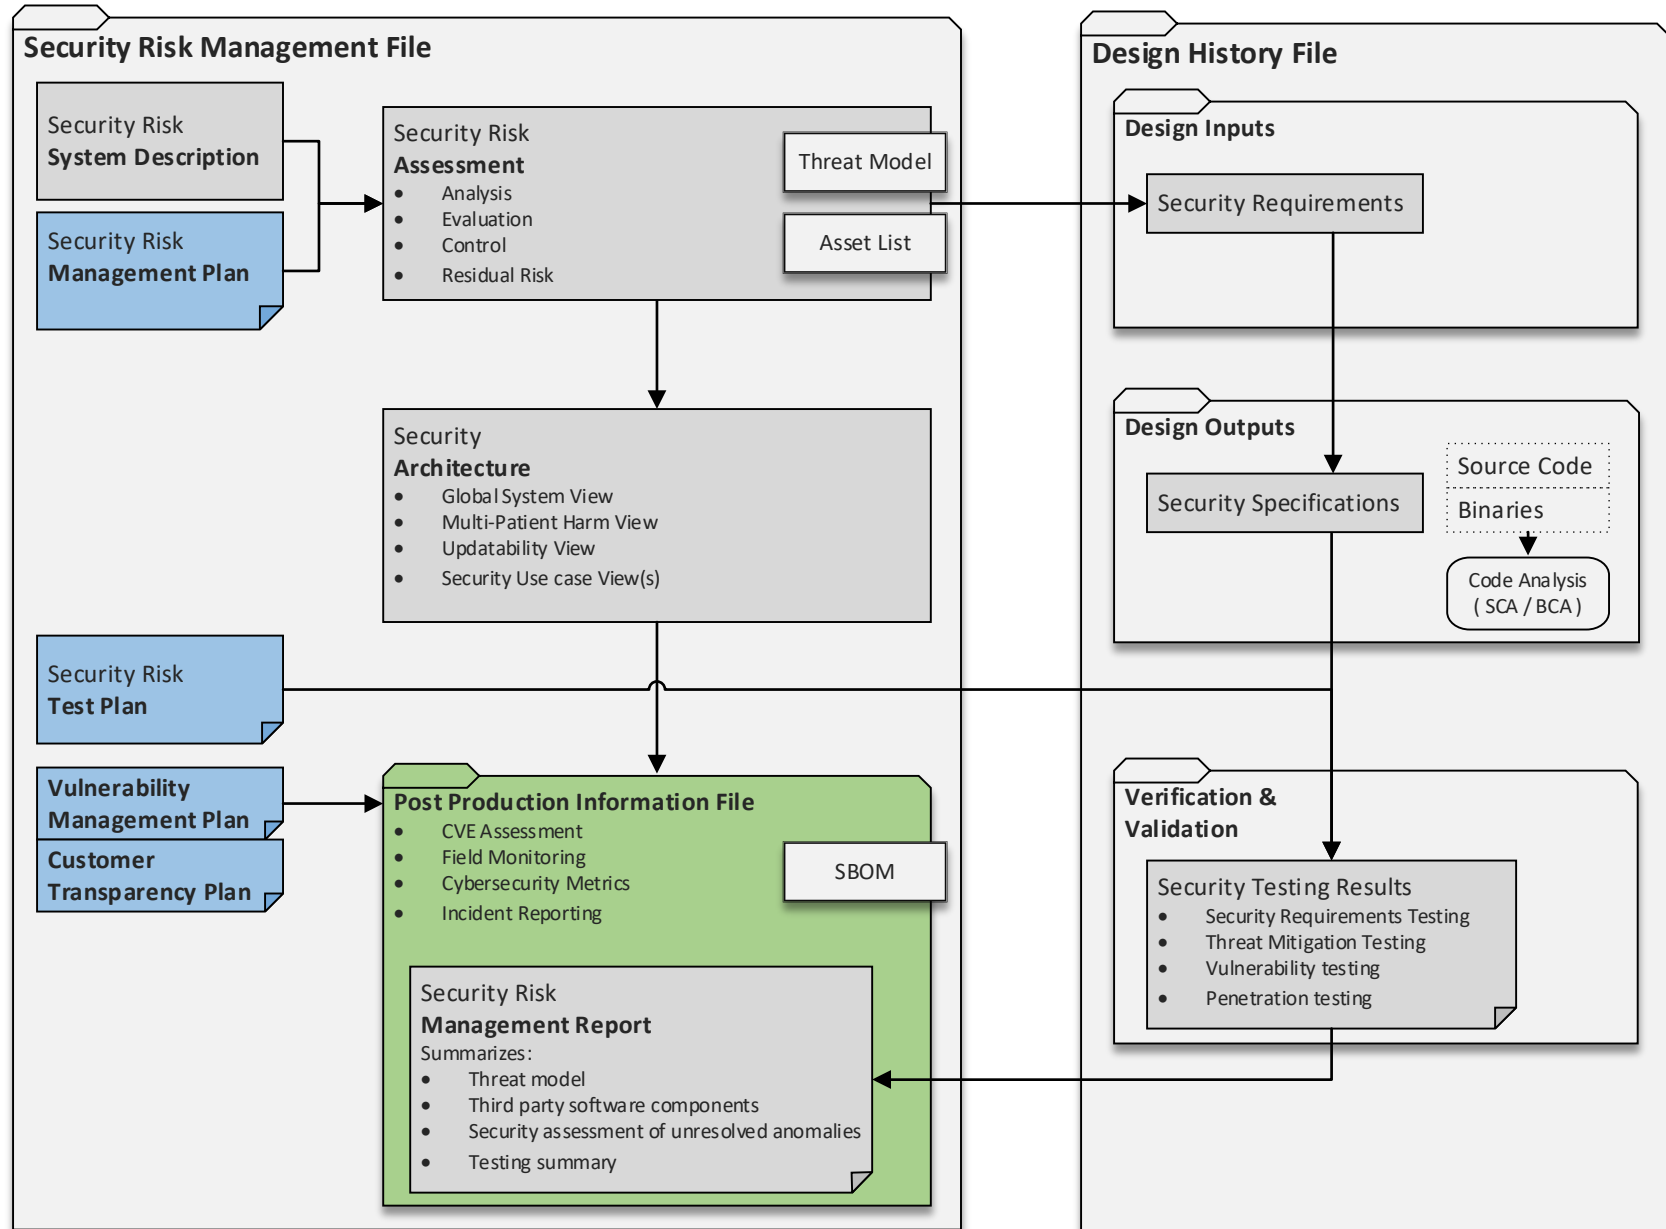 Security Risk Management File
Security Risk
System Description
Security Risk
Management Plan
Security Risk
Assessment
• Analysis
• Evaluation
• Control
• Residual Risk
Threat Model
Asset List
Security
Architecture
• Global System View
• Multi-Patient Harm View
• Updatability View
• Security Use case View(s)
Security Risk
Test Plan
Vulnerability
Management Plan
Customer
Transparency Plan
Post Production Information File
• CVE Assessment
• Field Monitoring
• Cybersecurity Metrics
• Incident Reporting
SBOM
Security Risk
Management Report
Summarizes:
• Threat model
• Third party software components
• Security assessment of unresolved anomalies
• Testing summary
Design History File
Design Inputs
Security Requirements
Design Outputs
Security Specifications
Source Code
Binaries
Code Analysis
( SCA / BCA )
Verification &
Validation
Security Testing Results
• Security Requirements Testing
• Threat Mitigation Testing
• Vulnerability testing
• Penetration testing